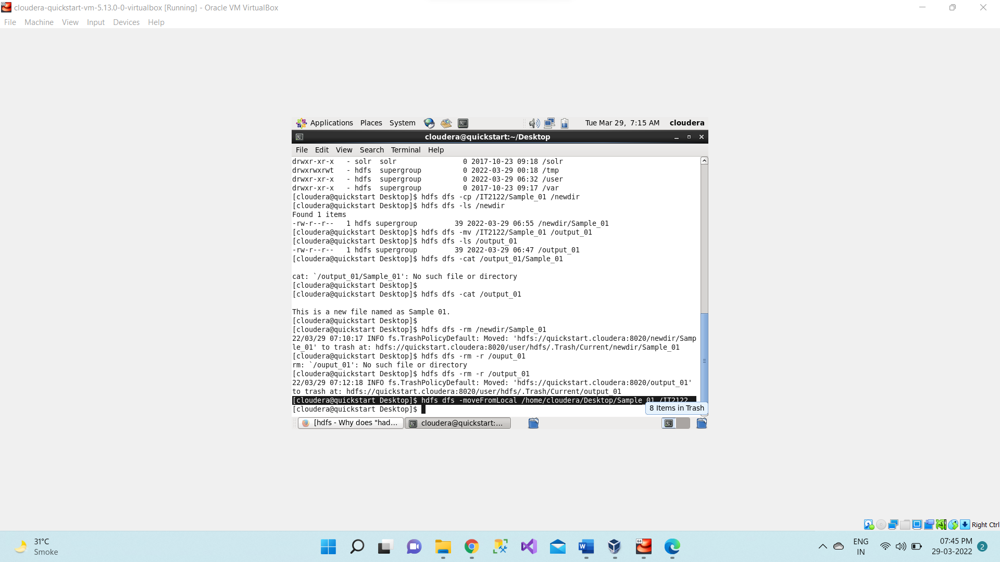 cloudera-quickstart-vm-5.13.0-0-virtualbox [Running] - Oracle VM VirtualBox
File Machine View Input Devices Help
Applications Places System Tue Mar 29, 7:15 AM cloudera
cloudera@quickstart:~/Desktop
File Edit View Search Terminal Help
drwxr-xr-x   - solr  solr                0 2017-10-23 09:18 /solr
drwxrwxrwt   - hdfs  supergroup          0 2022-03-29 00:18 /tmp
drwxr-xr-x   - hdfs  supergroup          0 2022-03-29 06:32 /user
drwxr-xr-x   - hdfs  supergroup          0 2017-10-23 09:17 /var
[cloudera@quickstart Desktop]$ hdfs dfs -cp /IT2122/Sample_01 /newdir
[cloudera@quickstart Desktop]$ hdfs dfs -ls /newdir
Found 1 items
-rw-r--r--   1 hdfs supergroup         39 2022-03-29 06:55 /newdir/Sample_01
[cloudera@quickstart Desktop]$ hdfs dfs -mv /IT2122/Sample_01 /output_01
[cloudera@quickstart Desktop]$ hdfs dfs -ls /output_01
-rw-r--r--   1 hdfs supergroup         39 2022-03-29 06:47 /output_01
[cloudera@quickstart Desktop]$ hdfs dfs -cat /output_01/Sample_01
cat: `/output_01/Sample_01': No such file or directory
[cloudera@quickstart Desktop]$
[cloudera@quickstart Desktop]$ hdfs dfs -cat /output_01
This is a new file named as Sample 01.
[cloudera@quickstart Desktop]$
[cloudera@quickstart Desktop]$ hdfs dfs -rm /newdir/Sample_01
22/03/29 07:10:17 INFO fs.TrashPolicyDefault: Moved: 'hdfs://quickstart.cloudera:8020/newdir/Samp
le_01' to trash at: hdfs://quickstart.cloudera:8020/user/hdfs/.Trash/Current/newdir/Sample_01
[cloudera@quickstart Desktop]$ hdfs dfs -rm -r /ouput_01
rm: `/ouput_01': No such file or directory
[cloudera@quickstart Desktop]$ hdfs dfs -rm -r /output_01
22/03/29 07:12:18 INFO fs.TrashPolicyDefault: Moved: 'hdfs://quickstart.cloudera:8020/output_01'
to trash at: hdfs://quickstart.cloudera:8020/user/hdfs/.Trash/Current/output_01
[cloudera@quickstart Desktop]$ hdfs dfs -moveFromLocal /home/cloudera/Desktop/Sample_01 /IT2122
[cloudera@quickstart Desktop]$
8 Items in Trash
[hdfs - Why does "had... cloudera@quickstart:...
Right Ctrl
31°C
Smoke
64
ENG
IN
07:45 PM
29-03-2022
2